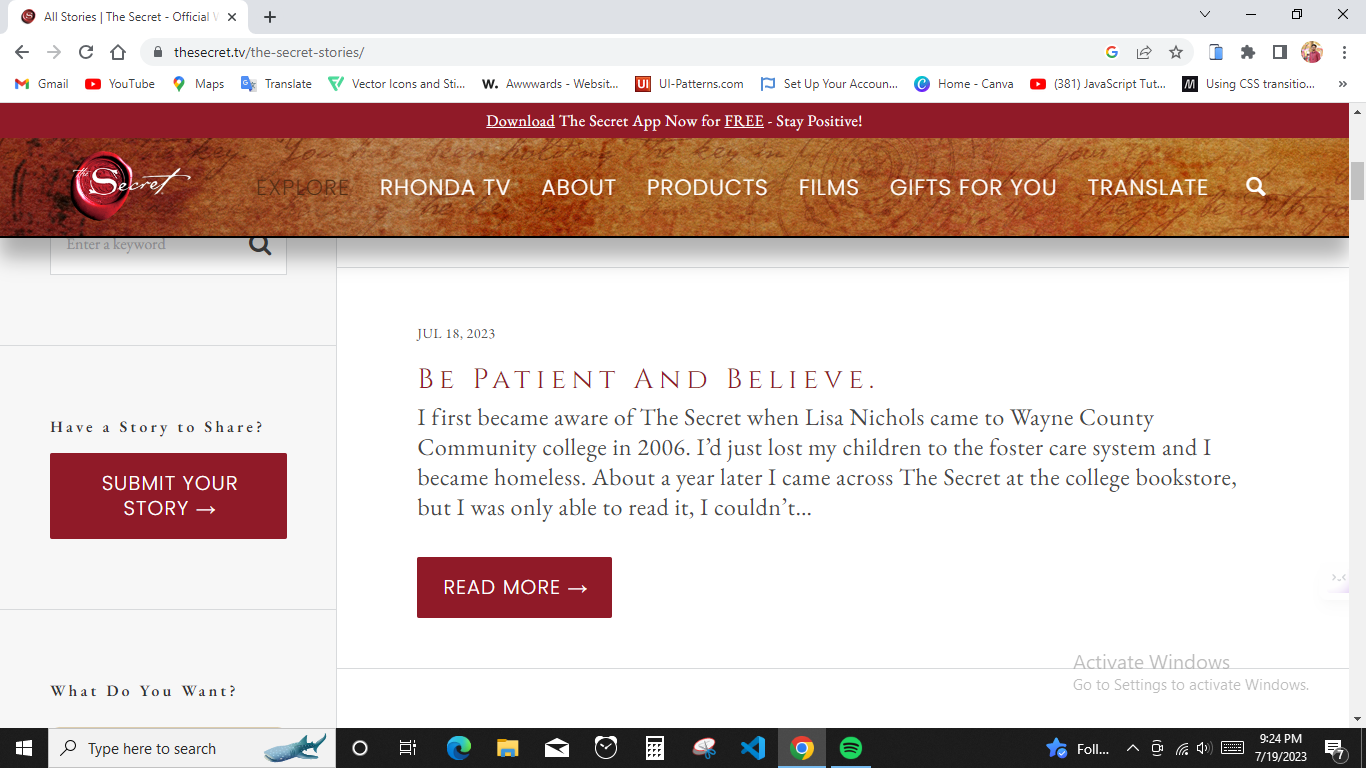 All Stories | The Secret - Official W
thesecret.tv/the-secret-stories/
Gmail
YouTube
Maps
Translate
Vector Icons and Sti...
Awwwards - Websit...
UI-Patterns.com
Set Up Your Accoun...
Home - Canva
(381) JavaScript Tut...
Using CSS transitio...
Download The Secret App Now for FREE - Stay Positive!
the Secret
EXPLORE
RHONDA TV
ABOUT
PRODUCTS
FILMS
GIFTS FOR YOU
TRANSLATE
Enter a keyword
JUL 18, 2023
Be Patient And Believe.
I first became aware of The Secret when Lisa Nichols came to Wayne County
Community college in 2006. I’d just lost my children to the foster care system and I
became homeless. About a year later I came across The Secret at the college bookstore,
but I was only able to read it, I couldn’t...
READ MORE →
Have a Story to Share?
SUBMIT YOUR
STORY →
What Do You Want?
Activate Windows
Go to Settings to activate Windows.
Type here to search
Foll...
9:24 PM
7/19/2023
7